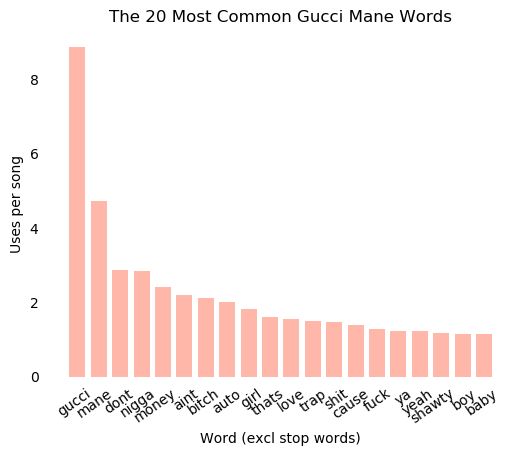 The 20 Most Common Gucci Mane Words
Uses per song
8
6
4
2
0
gucci
mane
dont
nigga
money
aint
bitch
auto
girl
thats
love
trap
shit
cause
fuck
ya
yeah
shawty
boy
baby
Word (excl stop words)